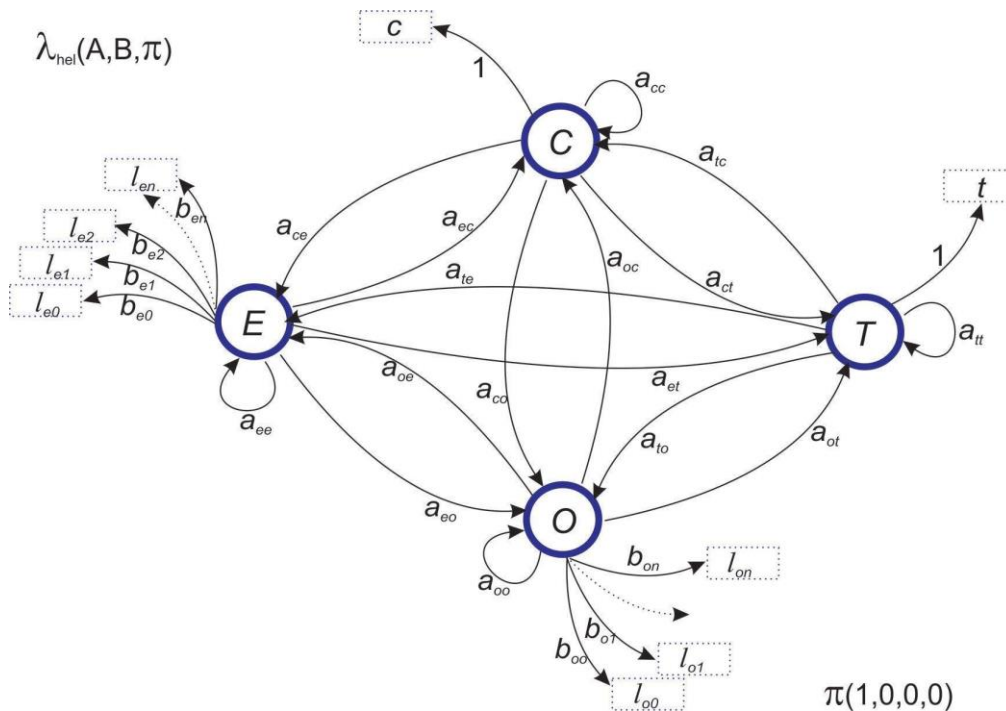 λhel(A,B,π)
c
1
acc
C
atc
t
1
len
ben
le2
be2
le1
be1
le0
be0
ace
aec
aoc
ate
act
E
T
att
aoe
aco
aet
aee
ato
aot
aeo
O
aoo
bon
lon
boo
bo1
lo1
lo0
π(1,0,0,0)